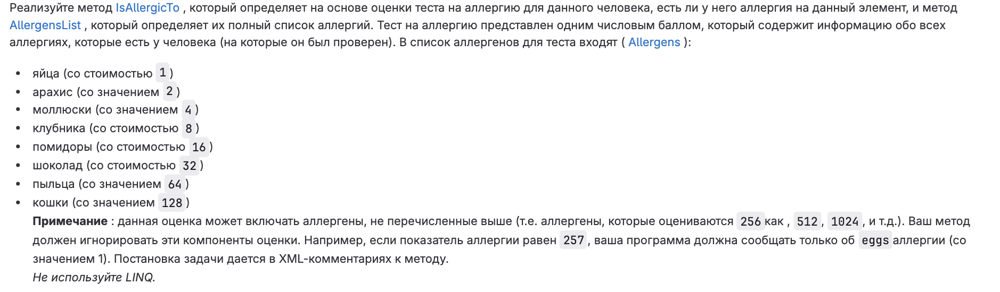 Реализуйте метод IsAllergicTo , который определяет на основе оценки теста на аллергию для данного человека, есть ли у него аллергия на данный элемент, и метод
AllergensList , который определяет их полный список аллергий. Тест на аллергию представлен одним числовым баллом, который содержит информацию обо всех
аллергиях, которые есть у человека (на которые он был проверен). В список аллергенов для теста входят ( Allergens ):
• яйца (со стоимостью 1 )
• арахис (со значением 2 )
• моллюски (со значением 4 )
• клубника (со стоимостью 8 )
• помидоры (со стоимостью 16 )
• шоколад (со стоимостью 32 )
• пыльца (со значением 64 )
• кошки (со значением 128 )
Примечание : данная оценка может включать аллергены, не перечисленные выше (т.е. аллергены, которые оцениваются 256 как , 512 , 1024 , и т.д.). Ваш метод
должен игнорировать эти компоненты оценки. Например, если показатель аллергии равен 257 , ваша программа должна сообщать только об eggs аллергии (со
значением 1). Постановка задачи дается в XML-комментариях к методу.
Не используйте LINQ.